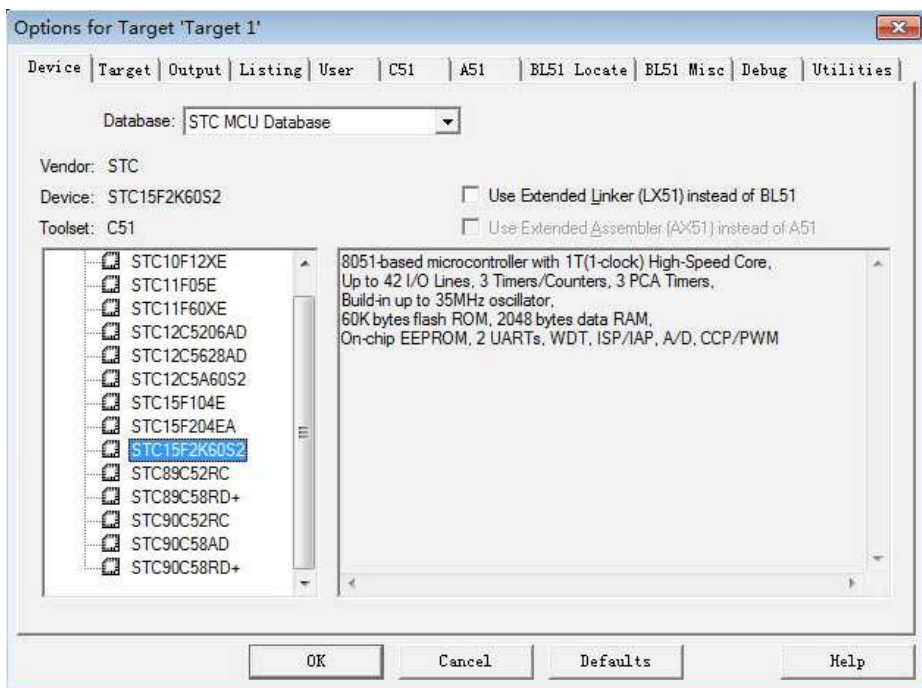 Options for Target 'Target 1'
Device Target Output Listing User C51 A51 BL51 Locate BL51 Misc Debug Utilities
Database: STC MCU Database
Vendor: STC
Device: STC15F2K60S2
Use Extended Linker (LX51) instead of BL51
Toolset: C51
Use Extended Assembler (AX51) instead of A51
STC10F12XE
STC11F05E
STC11F60XE
STC12C5206AD
STC12C5628AD
STC12C5A60S2
STC15F104E
STC15F204EA
STC15F2K60S2
STC89C52RC
STC89C58RD+
STC90C52RC
STC90C58AD
STC90C58RD+
8051-based microcontroller with 1T(1-clock) High-Speed Core,
Up to 42 I/O Lines, 3 Timers/Counters, 3 PCA Timers,
Build-in up to 35MHz oscillator,
60K bytes flash ROM, 2048 bytes data RAM,
On-chip EEPROM, 2 UARTs, WDT, ISP/IAP, A/D, CCP/PWM
OK Cancel Defaults Help